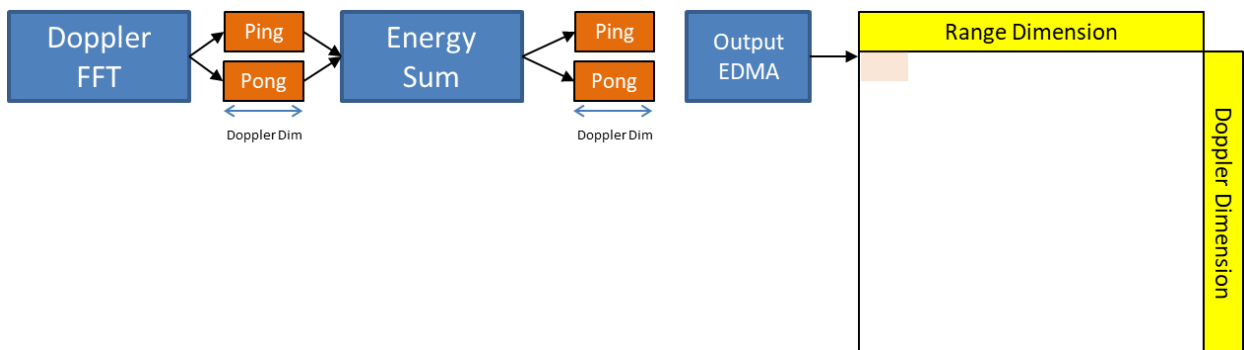 Doppler
FFT
Ping
Pong
Doppler Dim
Energy
Sum
Ping
Pong
Doppler Dim
Output
EDMA
Range Dimension
Doppler Dimension